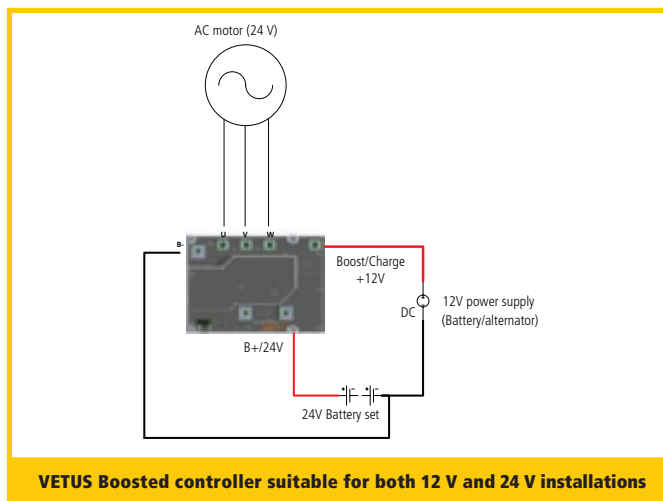 AC motor (24 V)
U V W
B-
Boost/Charge
+12V
12V power supply
(Battery/alternator)
DC
B+/24V
+ - + -
24V Battery set
VETUS Boosted controller suitable for both 12 V and 24 V installations